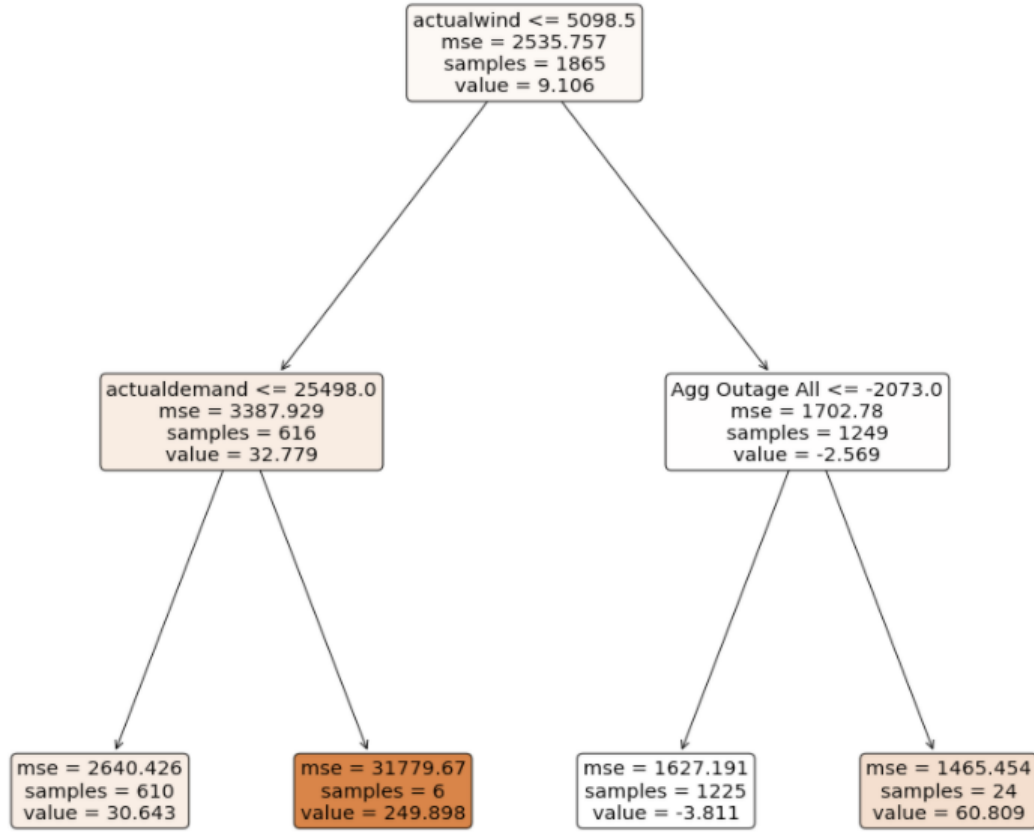 actualwind <= 5098.5
mse = 2535.757
samples = 1865
value = 9.106
actualdemand <= 25498.0
mse = 3387.929
samples = 616
value = 32.779
Agg Outage All <= -2073.0
mse = 1702.78
samples = 1249
value = -2.569
mse = 2640.426
samples = 610
value = 30.643
mse = 31779.67
samples = 6
value = 249.898
mse = 1627.191
samples = 1225
value = -3.811
mse = 1465.454
samples = 24
value = 60.809